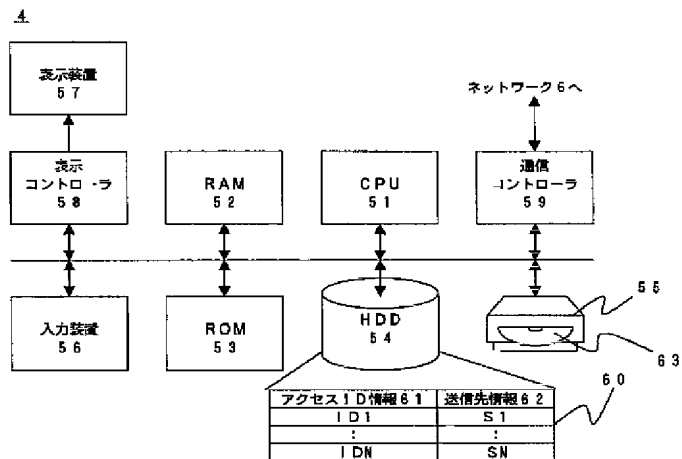 4
表示装置
57
ネットワーク6へ
表示
コントローラ
58
RAM
52
CPU
51
通信
コントローラ
59
入力装置
56
ROM
53
HDD
54
55
63
60
アクセスID情報61 送信先情報62
ID1 S1
: :
IDN SN